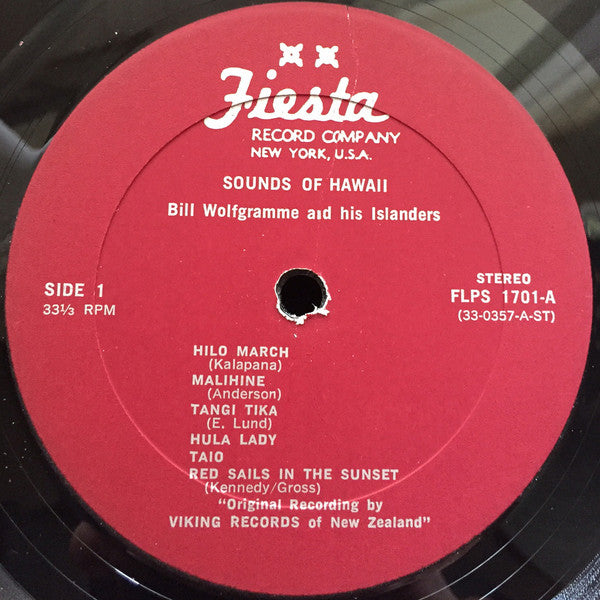 Fiesta
RECORD COMPANY
NEW YORK, U.S.A.
SOUNDS OF HAWAII
Bill Wolfgramme and his Islanders
SIDE 1
33⅓ RPM
STEREO
FLPS 1701-A
(33-0357-A-ST)
HILO MARCH
(Kalapana)
MALIHINE
(Anderson)
TANGI TIKA
(E. Lund)
HULA LADY
TAIO
RED SAILS IN THE SUNSET
(Kennedy/Gross)
"Original Recording by
VIKING RECORDS of New Zealand"